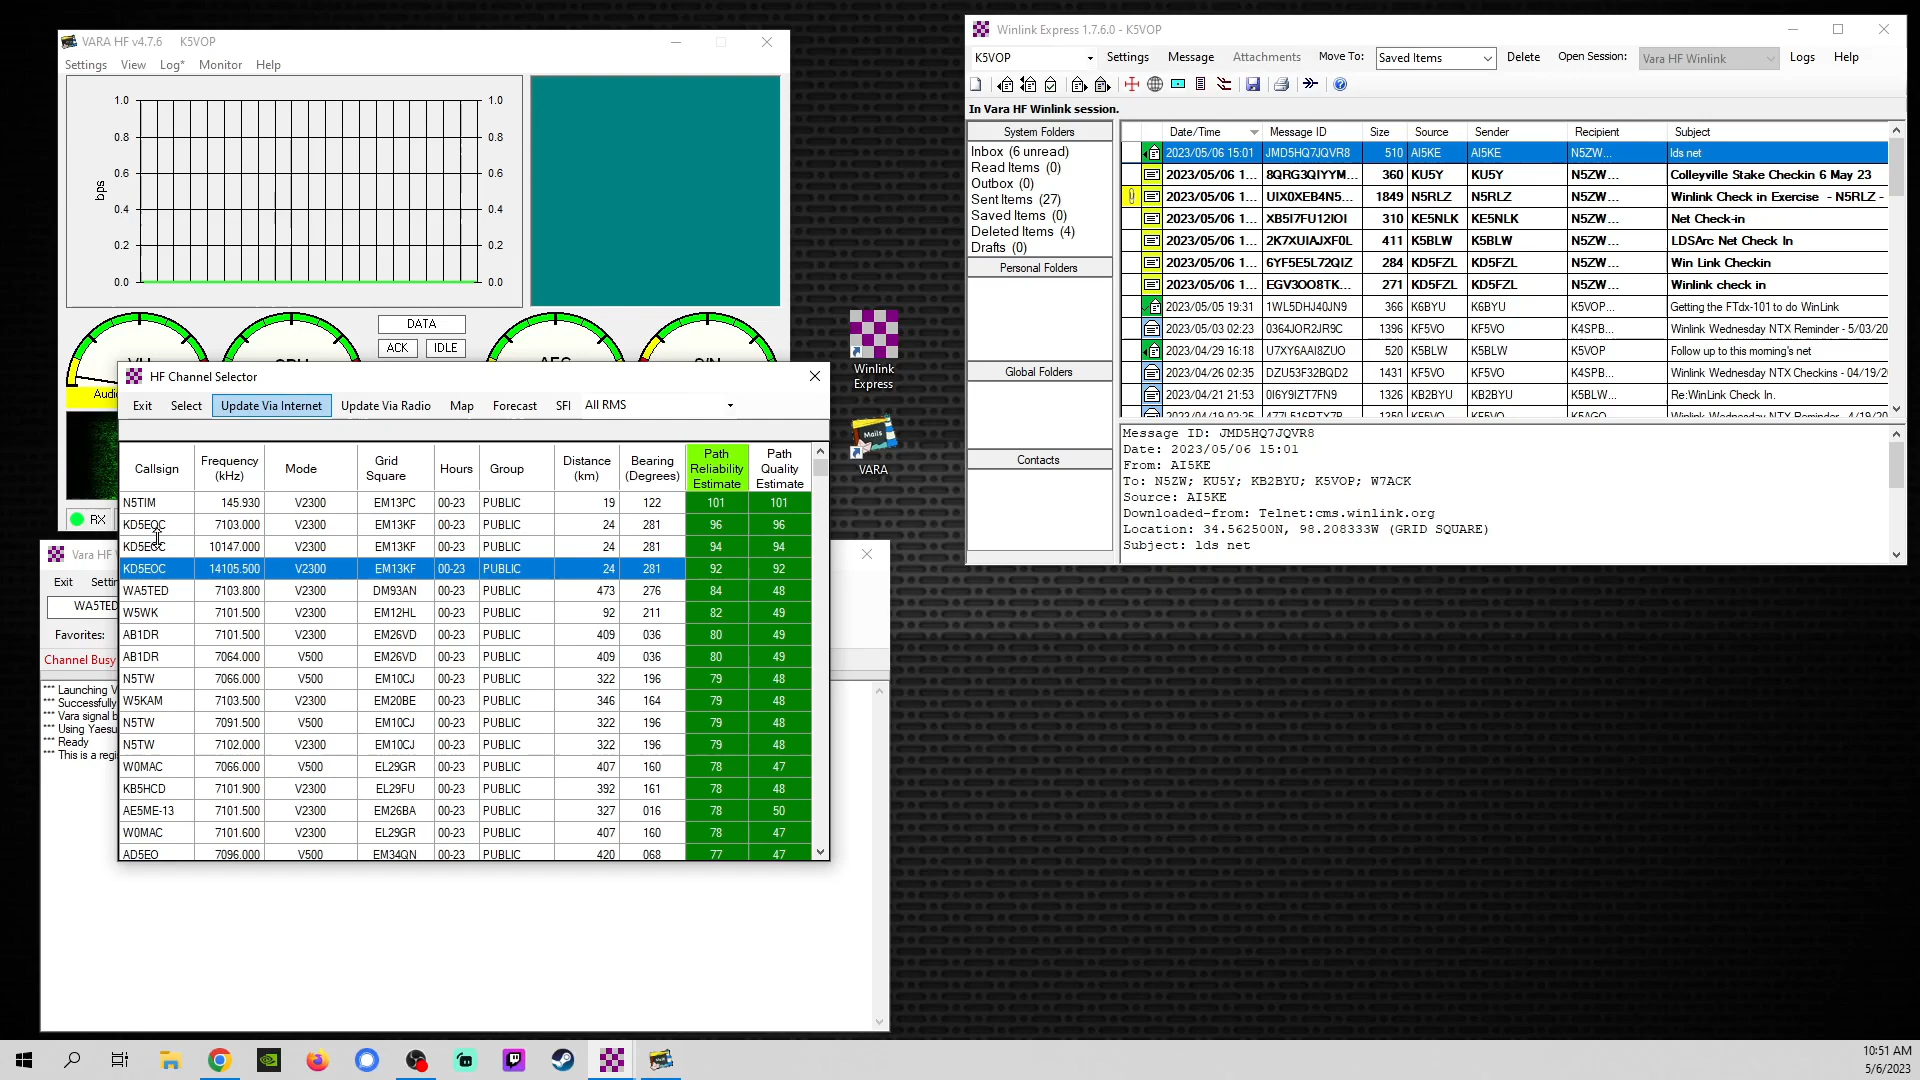 VARA HF v4.7.6 K5VOP
Settings View Log* Monitor Help
1.0 1.0
0.8 0.8
0.6 0.6
bps
0.4 0.4
0.2 0.2
0.0 0.0
DATA
ACK IDLE
RX
HF Channel Selector
Exit Select Update Via Internet Update Via Radio Map Forecast SFI All RMS
Callsign Frequency (kHz) Mode Grid Square Hours Group Distance (km) Bearing (Degrees) Path Reliability Estimate Path Quality Estimate
N5TIM 145.930 V2300 EM13PC 00-23 PUBLIC 19 122 101 101
KD5EOC 7103.000 V2300 EM13KF 00-23 PUBLIC 24 281 96 96
KD5EOC 10147.000 V2300 EM13KF 00-23 PUBLIC 24 281 94 94
KD5EOC 14105.500 V2300 EM13KF 00-23 PUBLIC 24 281 92 92
WA5TED 7103.800 V2300 DM93AN 00-23 PUBLIC 473 276 84 48
W5WK 7101.500 V2300 EM12HL 00-23 PUBLIC 92 211 82 49
AB1DR 7101.500 V2300 EM26VD 00-23 PUBLIC 409 036 80 49
AB1DR 7064.000 V500 EM26VD 00-23 PUBLIC 409 036 80 49
N5TW 7066.000 V500 EM10CJ 00-23 PUBLIC 322 196 79 48
W5KAM 7103.500 V2300 EM20BE 00-23 PUBLIC 346 164 79 48
N5TW 7091.500 V500 EM10CJ 00-23 PUBLIC 322 196 79 48
N5TW 7102.000 V2300 EM10CJ 00-23 PUBLIC 322 196 79 48
W0MAC 7066.000 V500 EL29GR 00-23 PUBLIC 407 160 78 47
KB5HCD 7101.900 V2300 EL29FU 00-23 PUBLIC 392 161 78 48
AE5ME-13 7101.500 V2300 EM26BA 00-23 PUBLIC 327 016 78 50
W0MAC 7101.600 V2300 EL29GR 00-23 PUBLIC 407 160 78 47
AD5EO 7096.000 V500 EM34QN 00-23 PUBLIC 420 068 77 47
Vara HF
Exit
WA5TED
Favorites:
Channel Busy
*** Launching
*** Successfully
*** Vara signal
*** Using Yaesu
*** Ready
*** This is a
Winlink Express
VARA
Winlink Express 1.7.6.0 - K5VOP
K5VOP Settings Message Attachments Move To: Saved Items Delete Open Session: Vara HF Winlink Logs Help
In Vara HF Winlink session.
System Folders
Inbox (6 unread)
Read Items (0)
Outbox (0)
Sent Items (27)
Saved Items (0)
Deleted Items (4)
Drafts (0)
Personal Folders
Global Folders
Contacts
Date/Time Message ID Size Source Sender Recipient Subject
2023/05/06 15:01 JMD5HQ7JQVR8 510 AI5KE AI5KE N5ZW... lds net
2023/05/06 1... 8QRG3QIYYM... 360 KU5Y KU5Y N5ZW... Colleyville Stake Checkin 6 May 23
2023/05/06 1... UIX0XEB4N5... 1849 N5RLZ N5RLZ N5ZW... Winlink Check in Exercise - N5RLZ -
2023/05/06 1... XB5I7FU12IOI 310 KE5NLK KE5NLK N5ZW... Net Check-in
2023/05/06 1... 2K7XUIAJXF0L 411 K5BLW K5BLW N5ZW... LDSArc Net Check In
2023/05/06 1... 6YF5E5L72QIZ 284 KD5FZL KD5FZL N5ZW... Win Link Checkin
2023/05/06 1... EGV3OO8TK... 271 KD5FZL KD5FZL N5ZW... Winlink check in
2023/05/05 19:31 1WL5DHJ40JN9 366 K6BYU K6BYU K5VOP... Getting the FTdx-101 to do WinLink
2023/05/03 02:23 0364JOR2JR9C 1396 KF5VO KF5VO K4SPB... Winlink Wednesday NTX Reminder - 5/03/20
2023/04/29 16:18 U7XY6AAI8ZUO 520 K5BLW K5BLW K5VOP Follow up to this morning's net
2023/04/26 02:35 DZU53F32BQD2 1431 KF5VO KF5VO K4SPB... Winlink Wednesday NTX Checkins - 04/19/2
2023/04/21 21:53 0I6Y9IZT7FN9 1326 KB2BYU KB2BYU K5BLW... Re:WinLink Check In.
Message ID: JMD5HQ7JQVR8
Date: 2023/05/06 15:01
From: AI5KE
To: N5ZW; KU5Y; KB2BYU; K5VOP; W7ACK
Source: AI5KE
Downloaded-from: Telnet:cms.winlink.org
Location: 34.562500N, 98.208333W (GRID SQUARE)
Subject: lds net
10:51 AM
5/6/2023